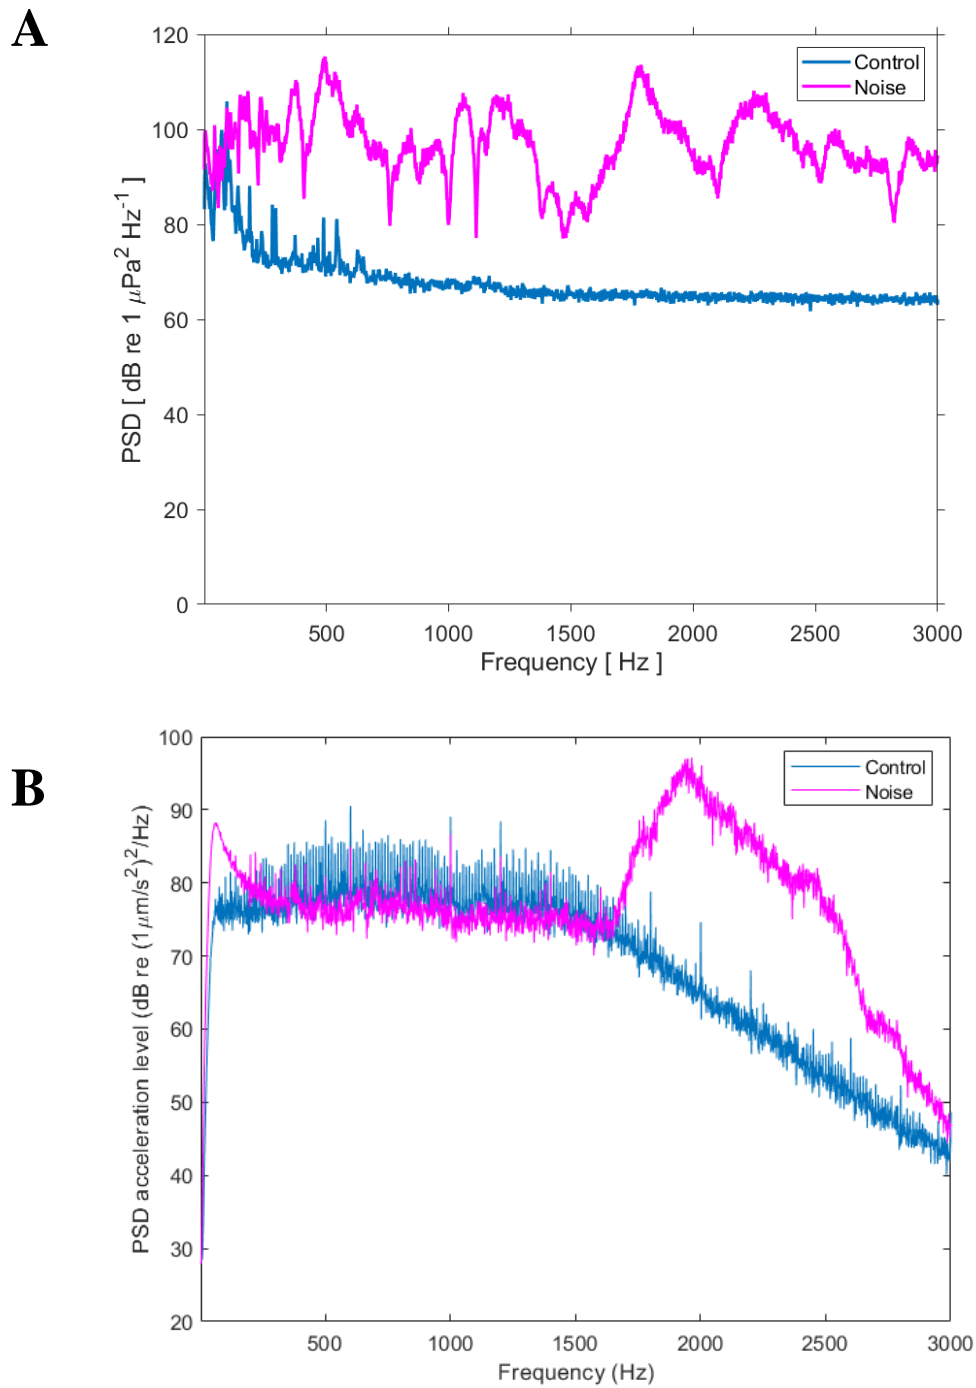 A
120
100
80
60
40
20
0
PSD [ dB re 1 μPa² Hz⁻¹ ]
Control
Noise
500 1000 1500 2000 2500 3000
Frequency [ Hz ]
B
100
90
80
70
60
50
40
30
20
PSD acceleration level (dB re (1μm/s²)²/Hz)
Control
Noise
500 1000 1500 2000 2500 3000
Frequency (Hz)